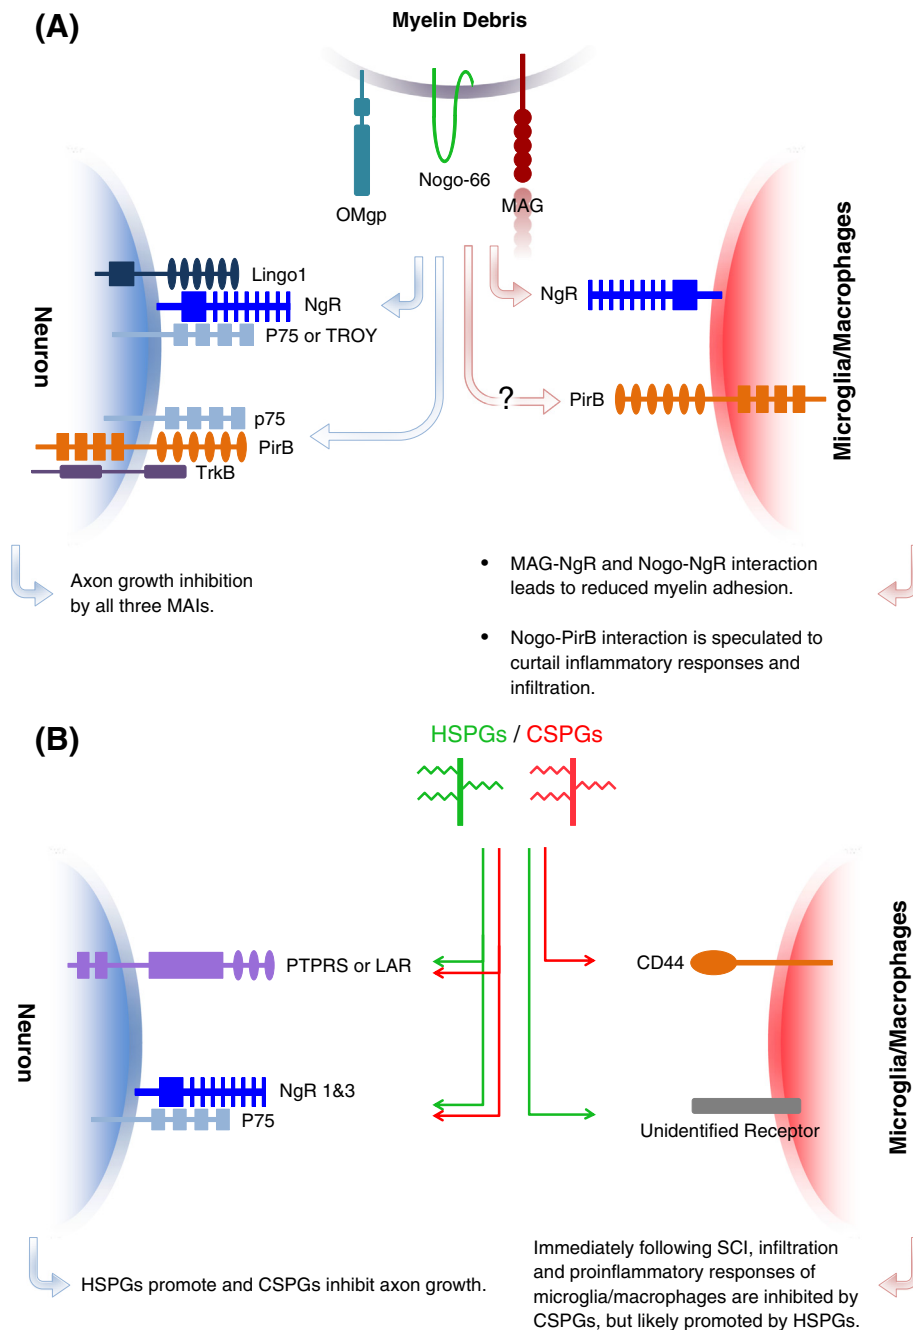 (A)
Myelin Debris
OMgp
Nogo-66
MAG
Neuron
Lingo1
NgR
P75 or TROY
p75
PirB
TrkB
NgR
?
PirB
Microglia/Macrophages
Axon growth inhibition
by all three MAIs.
• MAG-NgR and Nogo-NgR interaction
leads to reduced myelin adhesion.
• Nogo-PirB interaction is speculated to
curtail inflammatory responses and
infiltration.
(B)
HSPGs / CSPGs
Neuron
PTPRS or LAR
NgR 1&3
P75
CD44
Unidentified Receptor
Microglia/Macrophages
HSPGs promote and CSPGs inhibit axon growth.
Immediately following SCI, infiltration
and proinflammatory responses of
microglia/macrophages are inhibited by
CSPGs, but likely promoted by HSPGs.